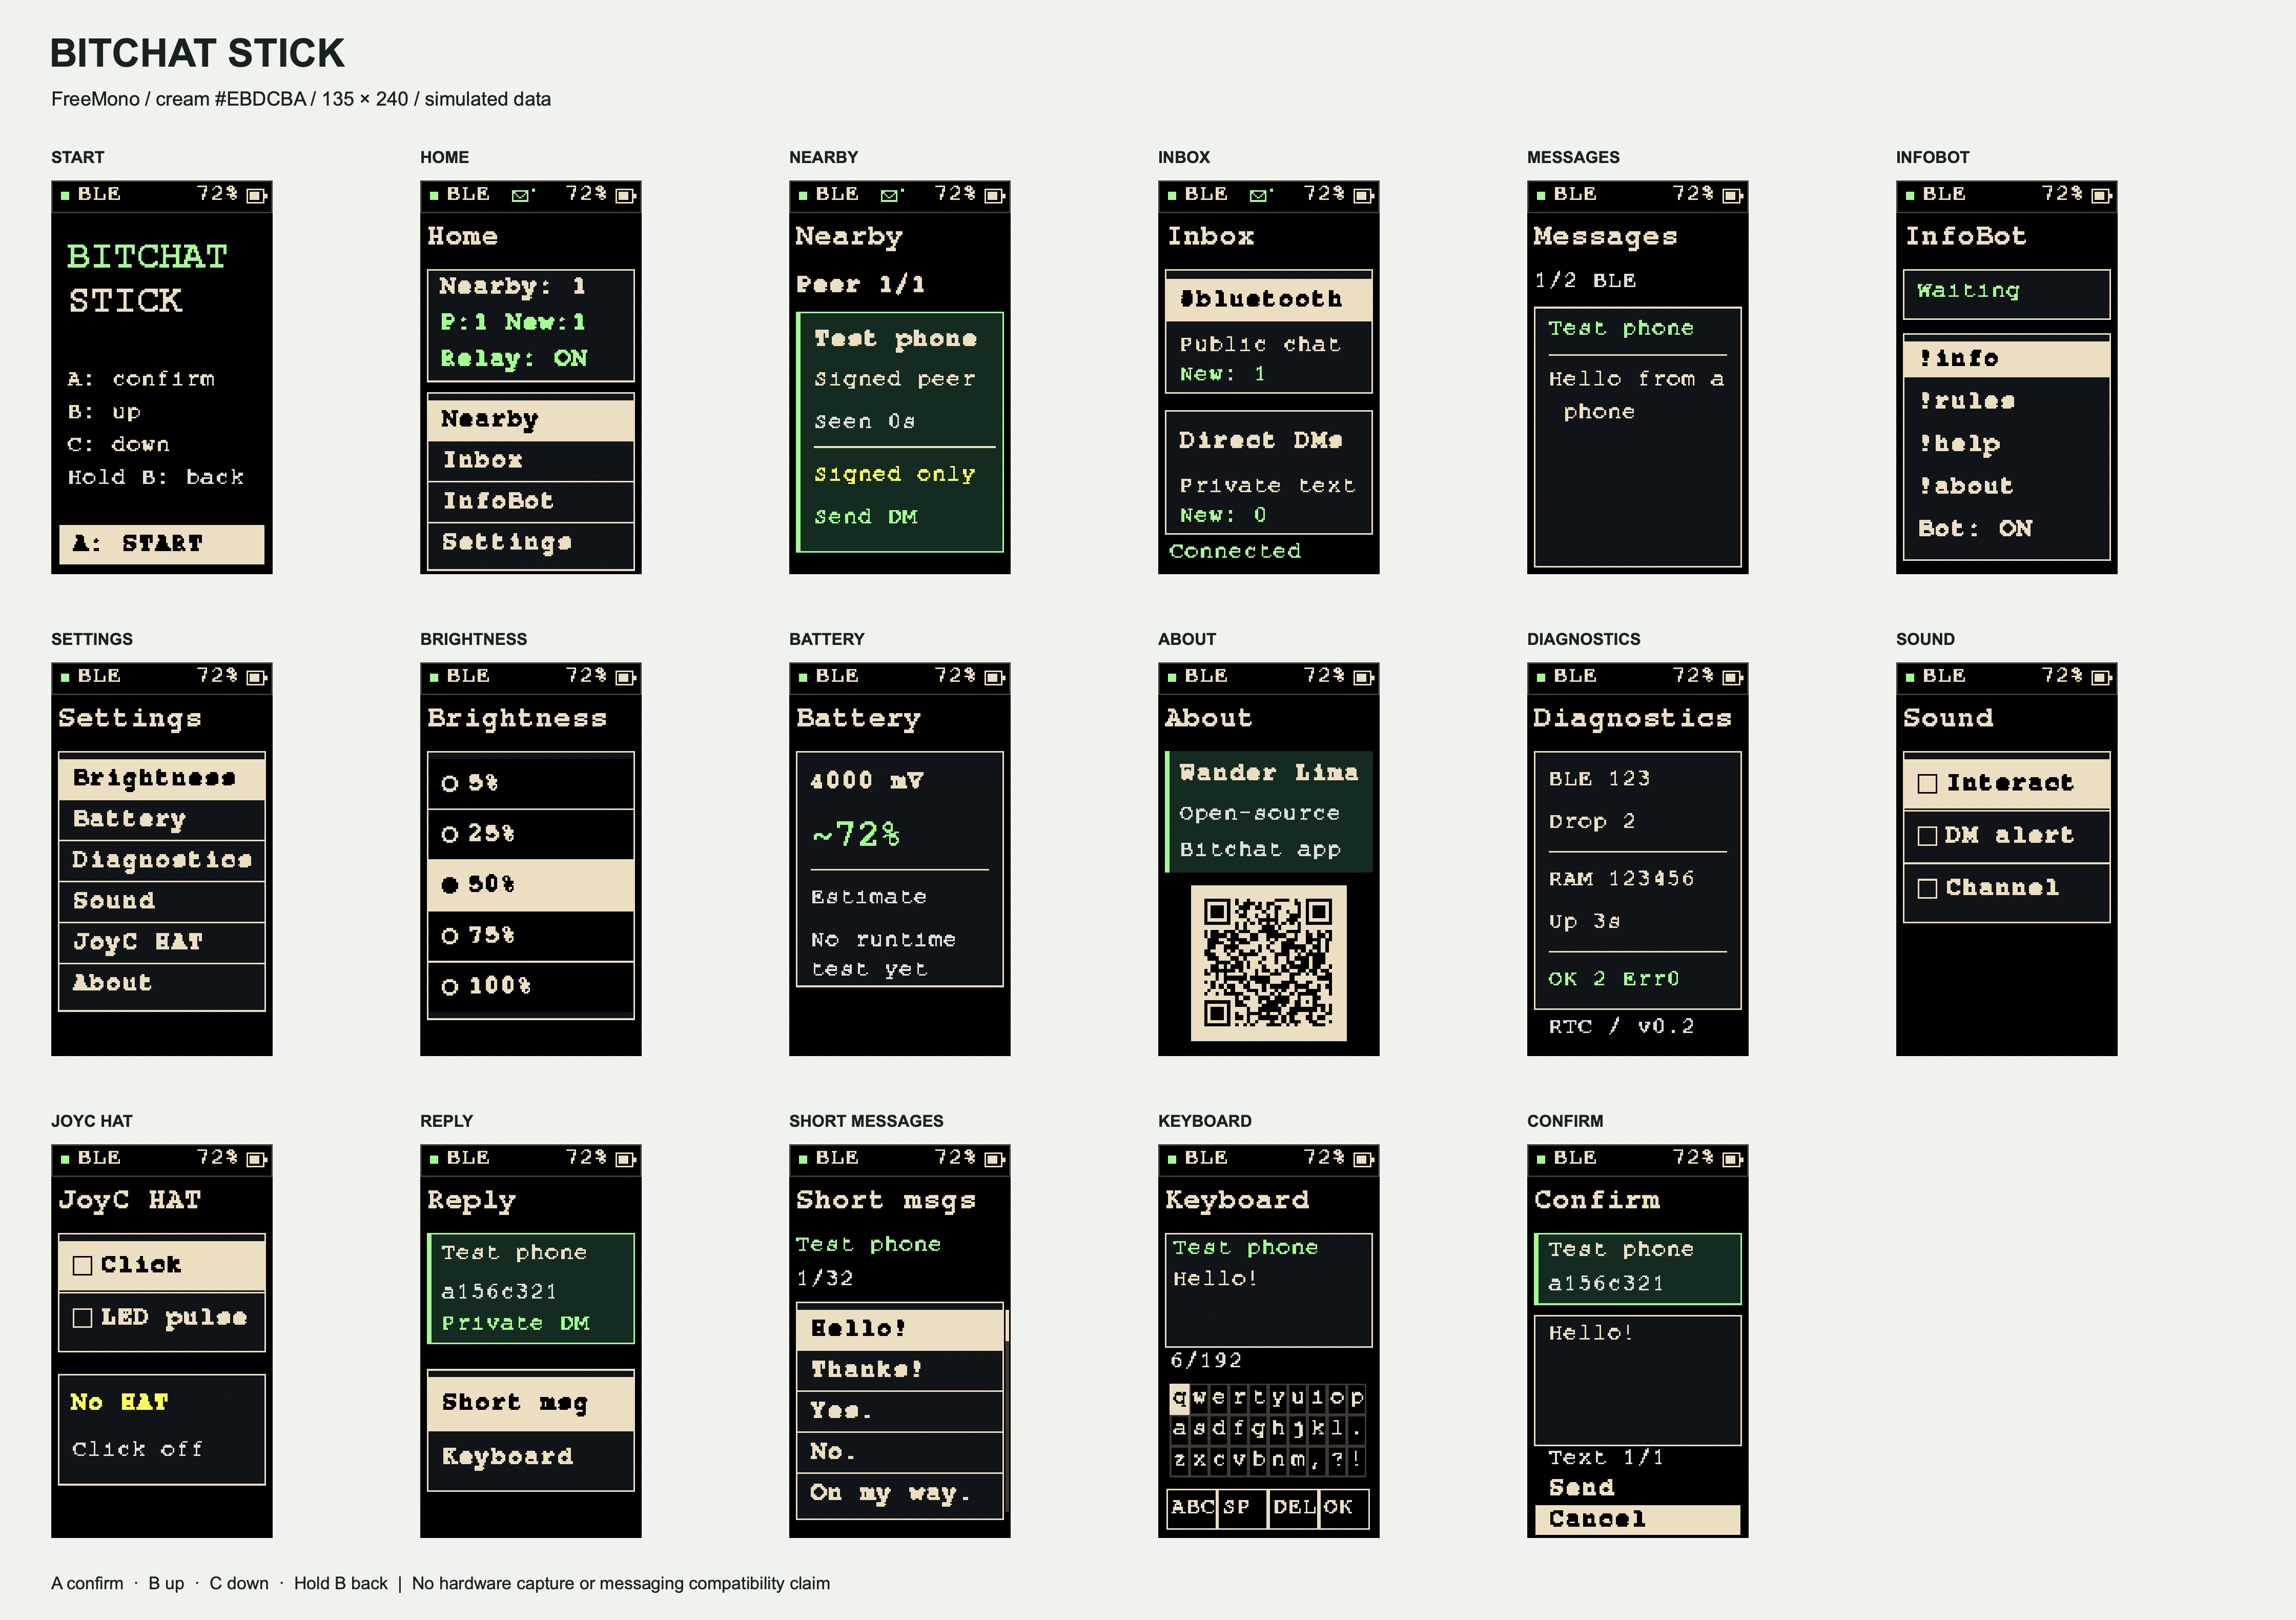 BITCHAT STICK
FreeMono / cream #EBDCBA / 135 × 240 / simulated data
START
BLE 72%
BITCHAT
STICK
A: confirm
B: up
C: down
Hold B: back
A: START
HOME
BLE 72%
Home
Nearby: 1
P:1 New:1
Relay: ON
Nearby
Inbox
InfoBot
Settings
NEARBY
BLE 72%
Nearby
Peer 1/1
Test phone
Signed peer
Seen 0s
Signed only
Send DM
INBOX
BLE 72%
Inbox
#bluetooth
Public chat
New: 1
Direct DMs
Private text
New: 0
Connected
MESSAGES
BLE 72%
Messages
1/2 BLE
Test phone
Hello from a
phone
INFOBOT
BLE 72%
InfoBot
Waiting
!info
!rules
!help
!about
Bot: ON
SETTINGS
BLE 72%
Settings
Brightness
Battery
Diagnostics
Sound
JoyC HAT
About
BRIGHTNESS
BLE 72%
Brightness
5%
25%
50%
75%
100%
BATTERY
BLE 72%
Battery
4000 mV
~72%
Estimate
No runtime
test yet
ABOUT
BLE 72%
About
Wander Lima
Open-source
Bitchat app
DIAGNOSTICS
BLE 72%
Diagnostics
BLE 123
Drop 2
RAM 123456
Up 3s
OK 2 Err0
RTC / v0.2
SOUND
BLE 72%
Sound
Interact
DM alert
Channel
JOYC HAT
BLE 72%
JoyC HAT
Click
LED pulse
No HAT
Click off
REPLY
BLE 72%
Reply
Test phone
a156c321
Private DM
Short msg
Keyboard
SHORT MESSAGES
BLE 72%
Short msgs
Test phone
1/32
Hello!
Thanks!
Yes.
No.
On my way.
KEYBOARD
BLE 72%
Keyboard
Test phone
Hello!
6/192
q w e r t y u i o p
a s d f g h j k l .
z x c v b n m , ? !
ABC SP DEL OK
CONFIRM
BLE 72%
Confirm
Test phone
a156c321
Hello!
Text 1/1
Send
Cancel
A confirm · B up · C down · Hold B back | No hardware capture or messaging compatibility claim